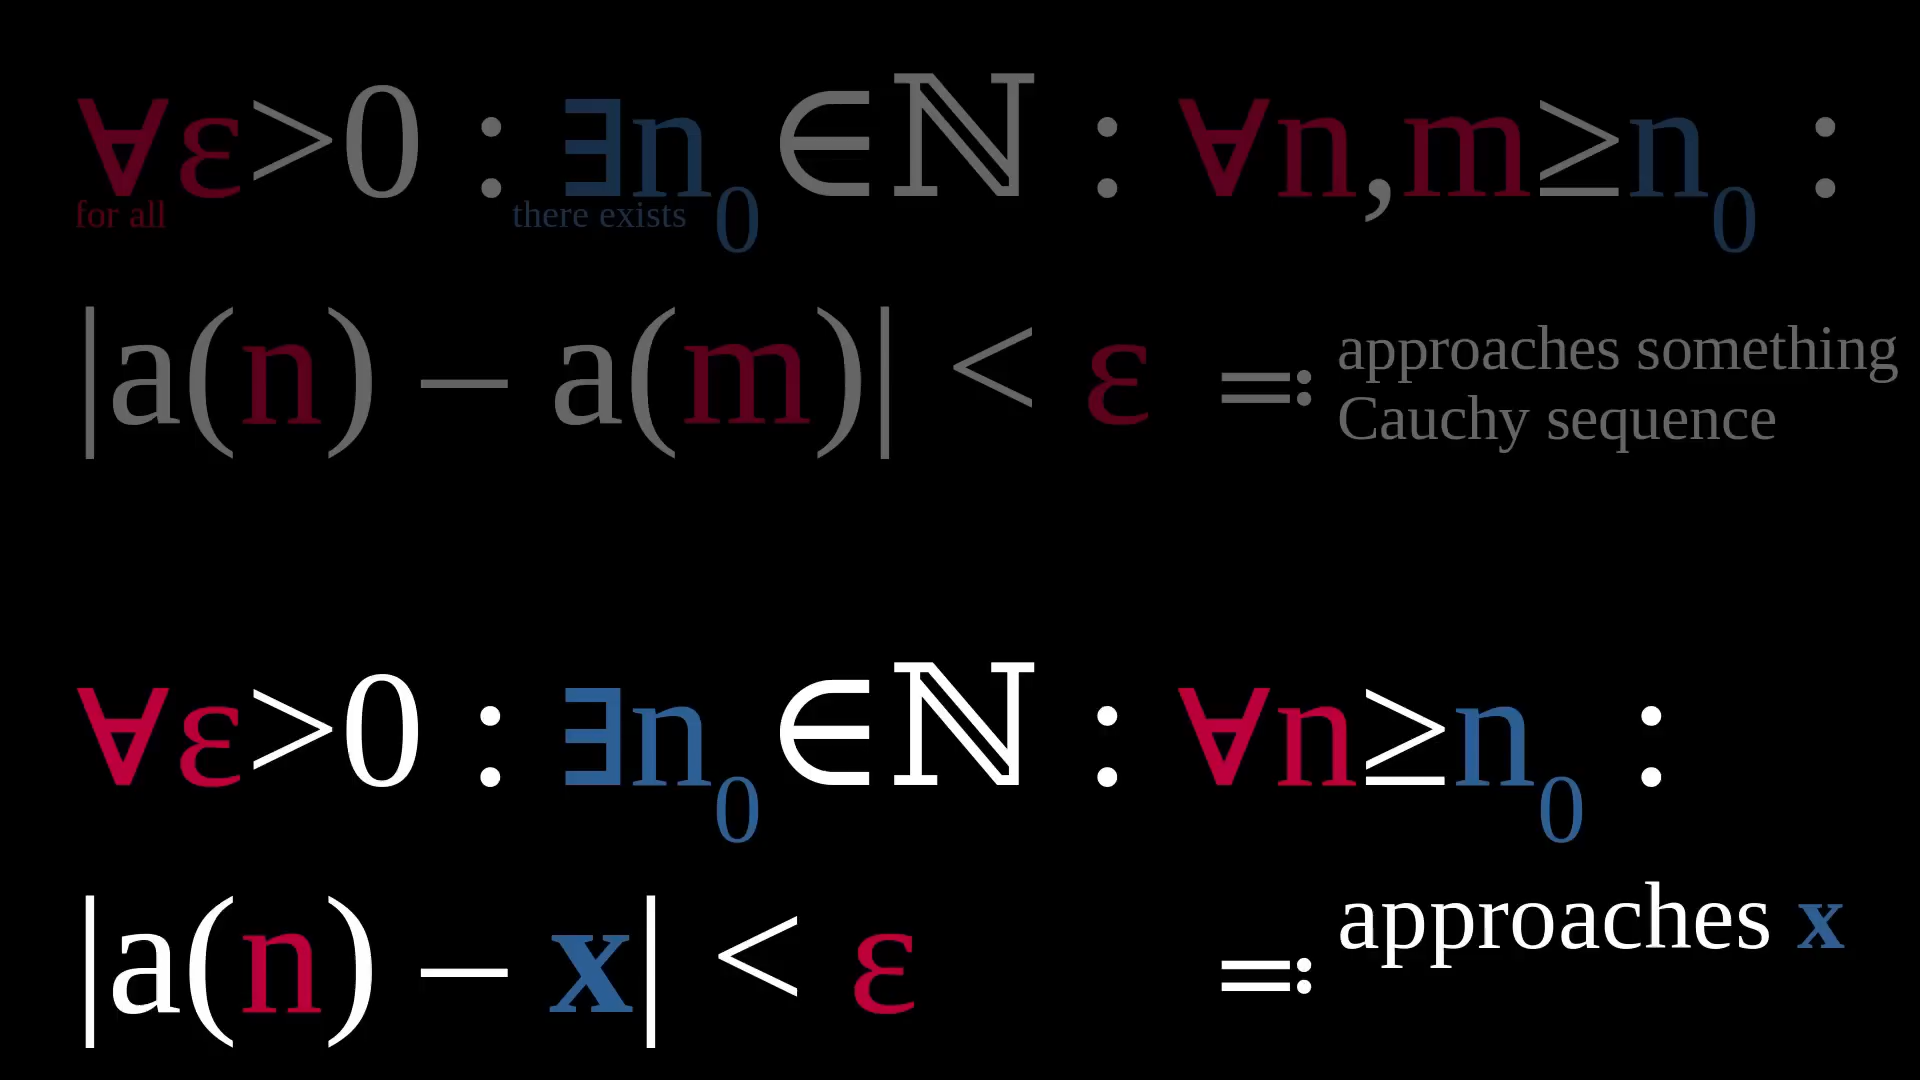 ∀ε>0 : ∃n₀∈ℕ : ∀n,m≥n₀ :
for all there exists
|a(n) – a(m)| < ε =: approaches something
Cauchy sequence
∀ε>0 : ∃n₀∈ℕ : ∀n≥n₀ :
|a(n) – x| < ε =: approaches x